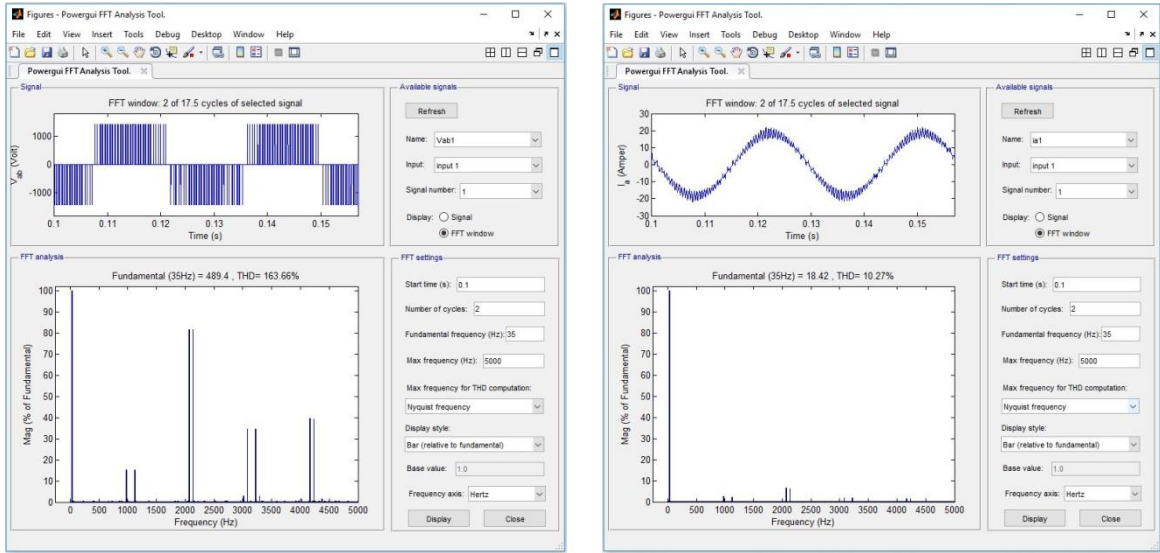 Figures - Powergui FFT Analysis Tool.
File Edit View Insert Tools Debug Desktop Window Help
Powergui FFT Analysis Tool.
Signal
FFT window: 2 of 17.5 cycles of selected signal
1000
0
-1000
V_ab (Volt)
0.1 0.11 0.12 0.13 0.14 0.15
Time (s)
Available signals
Refresh
Name: Vab1
Input: input 1
Signal number: 1
Display: Signal
FFT window
FFT analysis
Fundamental (35Hz) = 489.4 , THD= 163.66%
100
90
80
70
60
50
40
30
20
10
0
Mag (% of Fundamental)
0 500 1000 1500 2000 2500 3000 3500 4000 4500 5000
Frequency (Hz)
FFT settings
Start time (s): 0.1
Number of cycles: 2
Fundamental frequency (Hz): 35
Max frequency (Hz): 5000
Max frequency for THD computation:
Nyquist frequency
Display style:
Bar (relative to fundamental)
Base value: 1.0
Frequency axis: Hertz
Display Close
Figures - Powergui FFT Analysis Tool.
File Edit View Insert Tools Debug Desktop Window Help
Powergui FFT Analysis Tool.
Signal
FFT window: 2 of 17.5 cycles of selected signal
30
20
10
0
-10
-20
-30
I_a (Amper)
0.1 0.11 0.12 0.13 0.14 0.15
Time (s)
Available signals
Refresh
Name: ia1
Input: input 1
Signal number: 1
Display: Signal
FFT window
FFT analysis
Fundamental (35Hz) = 18.42 , THD= 10.27%
100
90
80
70
60
50
40
30
20
10
0
Mag (% of Fundamental)
0 500 1000 1500 2000 2500 3000 3500 4000 4500 5000
Frequency (Hz)
FFT settings
Start time (s): 0.1
Number of cycles: 2
Fundamental frequency (Hz): 35
Max frequency (Hz): 5000
Max frequency for THD computation:
Nyquist frequency
Display style:
Bar (relative to fundamental)
Base value: 1.0
Frequency axis: Hertz
Display Close